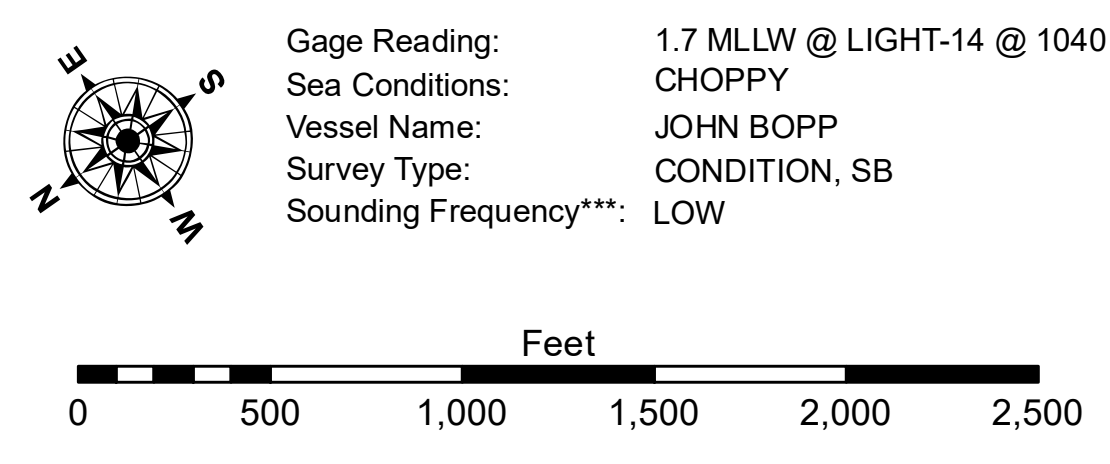 E
S
N
W
Gage Reading: 1.7 MLLW @ LIGHT-14 @ 1040
Sea Conditions: CHOPPY
Vessel Name: JOHN BOPP
Survey Type: CONDITION, SB
Sounding Frequency***: LOW
Feet
0 500 1,000 1,500 2,000 2,500